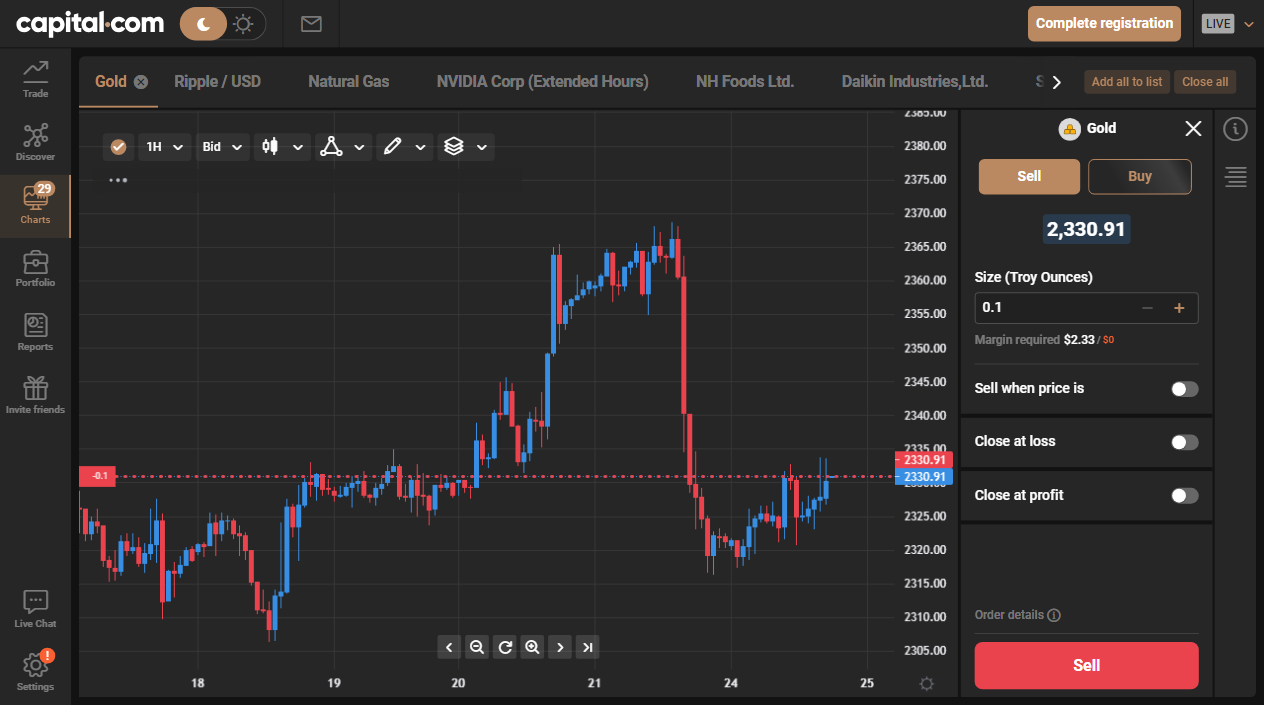 capital.com
Complete registration
LIVE
Trade
Discover
29
Charts
Portfolio
Reports
Invite friends
Live Chat
!
Settings
Gold
Ripple / USD
Natural Gas
NVIDIA Corp (Extended Hours)
NH Foods Ltd.
Daikin Industries,Ltd.
S
Add all to list
Close all
1H
Bid
2385.00
2380.00
2375.00
2370.00
2365.00
2360.00
2355.00
2350.00
2345.00
2340.00
2335.00
2330.91
2330.91
2330.00
2325.00
2320.00
2315.00
2310.00
2305.00
-0.1
18
19
20
21
24
25
Gold
Sell
Buy
2,330.91
Size (Troy Ounces)
0.1
Margin required $2.33 / $0
Sell when price is
Close at loss
Close at profit
Order details
Sell